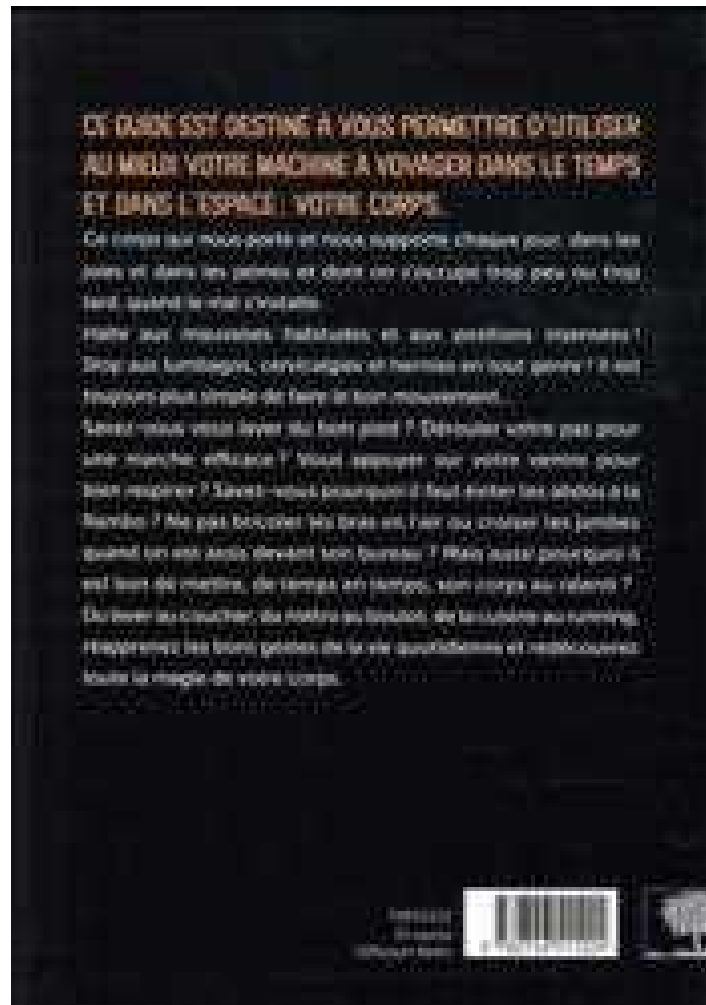 CE GUIDE EST DESTINÉ À VOUS PERMETTRE D'UTILISER
AU MIEUX VOTRE MACHINE À VOYAGER DANS LE TEMPS
ET DANS L'ESPACE : VOTRE CORPS.
Ce corps qui nous porte et nous supporte chaque jour, dans les
joies et dans les peines et dont on s'occupe trop peu ou trop
tard, quand le mal s'installe.
Halte aux mauvaises habitudes et aux positions insensées !
Stop aux lumbagos, cervicalgies et hernies en tout genre ! Il est
toujours plus simple de faire le bon mouvement...
Savez-vous vous lever du bon pied ? Dérouler votre pas pour
une marche efficace ? Vous appuyer sur votre ventre pour
bien respirer ? Savez-vous pourquoi il faut éviter les abdos à la
Rambo ? Ne pas bricoler les bras en l'air ou croiser les jambes
quand on est assis devant son bureau ? Mais aussi pourquoi il
est bon de mettre, de temps en temps, son corps au ralenti ?
Du lever au coucher, du métro au boulot, de la cuisine au running,
réapprenez les bons gestes de la vie quotidienne et redécouvrez
toute la magie de votre corps.